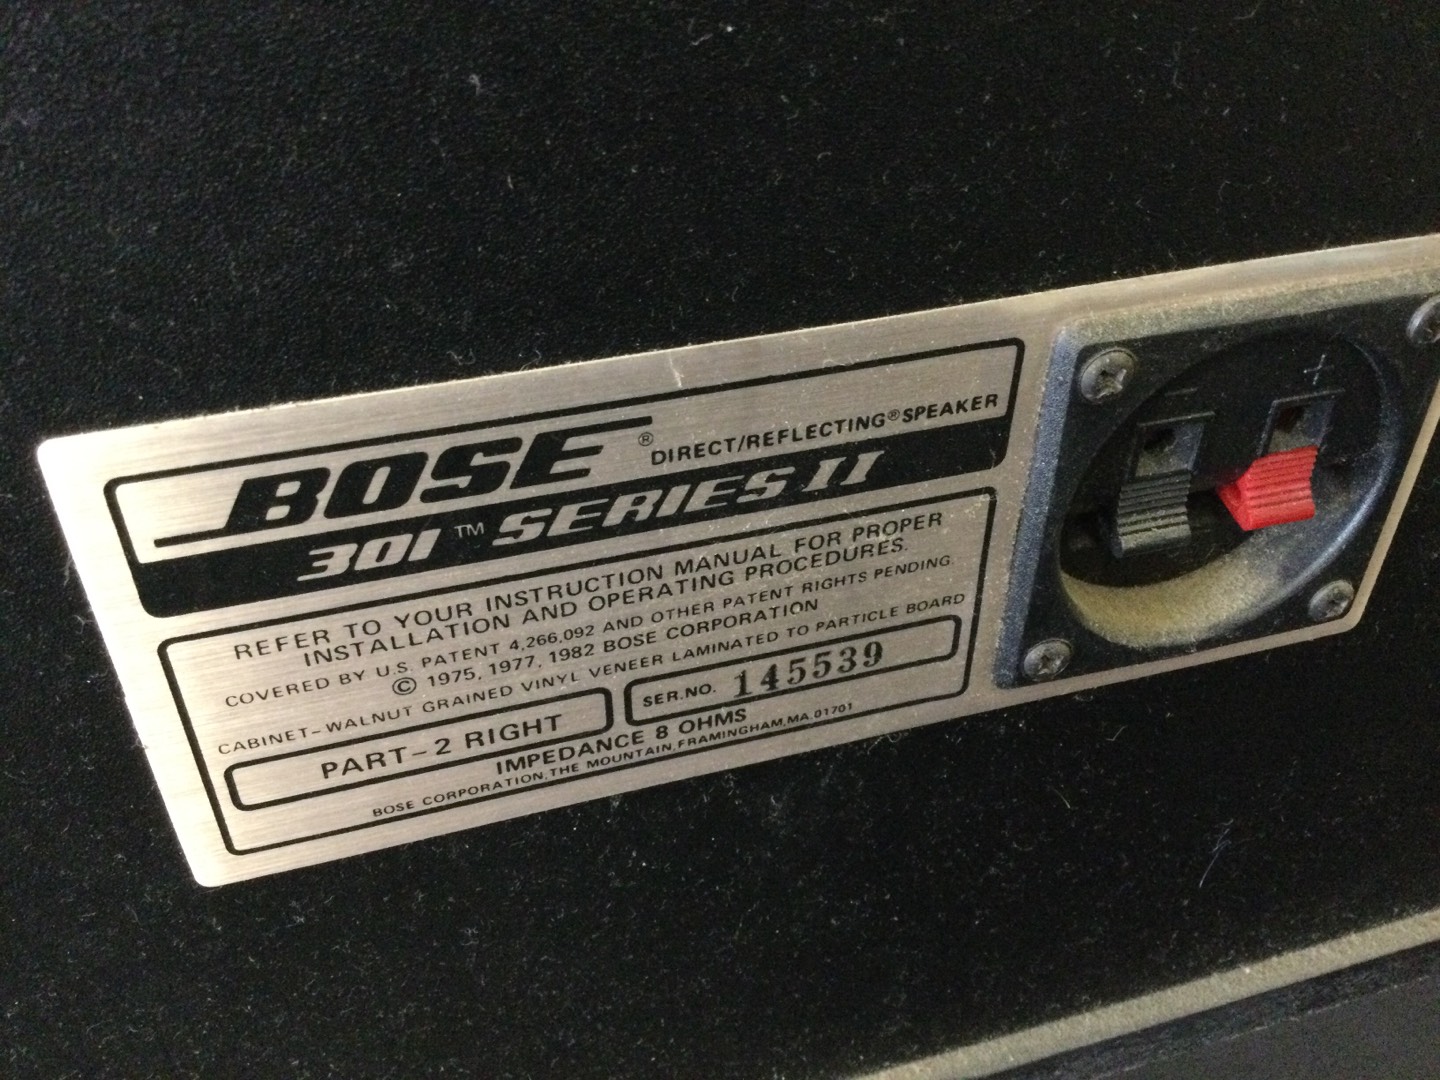 BOSE® DIRECT/REFLECTING® SPEAKER
301™ SERIES II
REFER TO YOUR INSTRUCTION MANUAL FOR PROPER
INSTALLATION AND OPERATING PROCEDURES.
COVERED BY U.S. PATENT 4,266,092 AND OTHER PATENT RIGHTS PENDING.
© 1975, 1977, 1982 BOSE CORPORATION
CABINET-WALNUT GRAINED VINYL VENEER LAMINATED TO PARTICLE BOARD
PART-2 RIGHT
SER.NO. 145539
IMPEDANCE 8 OHMS
BOSE CORPORATION, THE MOUNTAIN, FRAMINGHAM, MA. 01701
- +